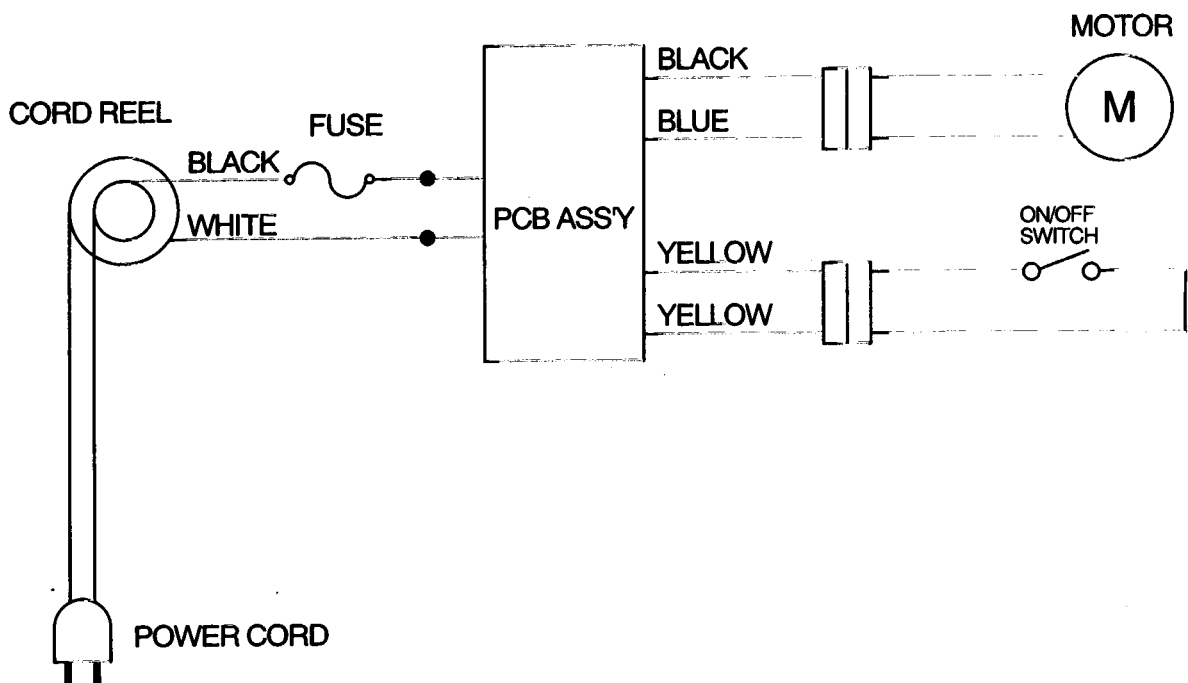 MOTOR
M
BLACK
BLUE
CORD REEL
FUSE
BLACK
WHITE
PCB ASS'Y
ON/OFF
SWITCH
YELLOW
YELLOW
POWER CORD